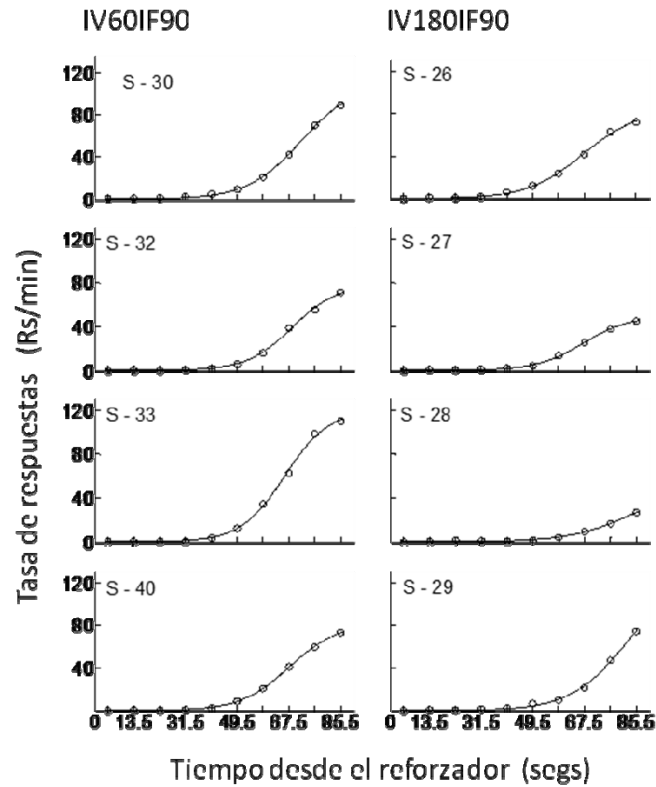 IV60IF90
IV180IF90
120
80
40
0
S - 30
S - 26
120
80
40
0
S - 32
S - 27
120
80
40
0
S - 33
S - 28
120
80
40
S - 40
S - 29
0 13.5 31.5 49.5 67.5 85.5
0 13.5 31.5 49.5 67.5 85.5
Tasa de respuestas (Rs/min)
Tiempo desde el reforzador (segs)